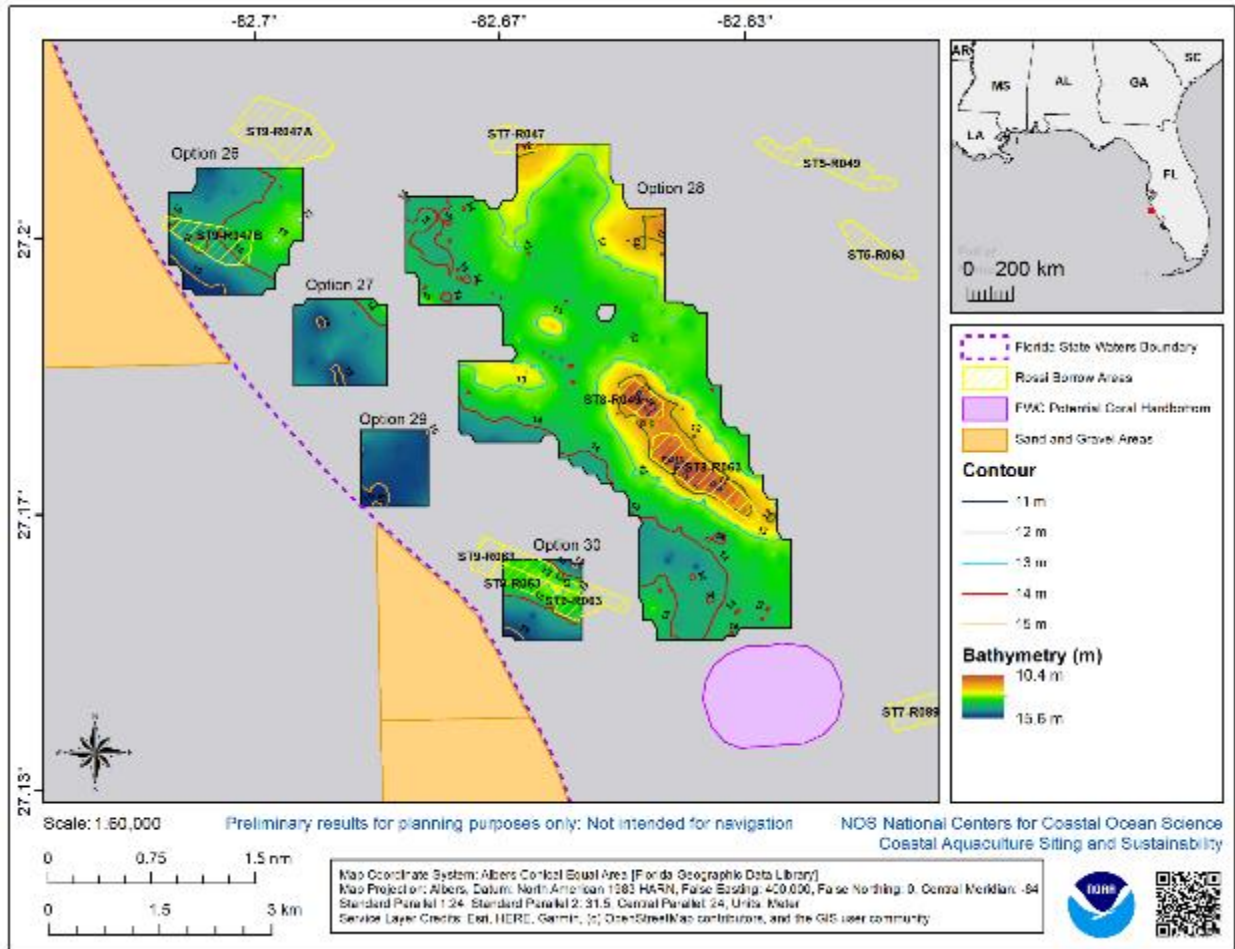 -82.7°
-82.67°
-82.63°
27.2°
27.17°
27.13°
ST9-R047A
Option 26
ST9-R047B
Option 27
Option 29
ST7-R047
Option 28
ST5-R049
ST6-R063
ST8-R049
ST8-R063
ST9-R063
Option 30
ST9-R063
ST9-R063
ST7-R089
AR
MS
AL
GA
SC
LA
FL
0 200 km
Florida State Waters Boundary
Rossi Borrow Areas
FWC Potential Coral Hardbottom
Sand and Gravel Areas
Contour
11 m
12 m
13 m
14 m
15 m
Bathymetry (m)
10.4 m
15.6 m
Scale: 1:60,000
Preliminary results for planning purposes only: Not intended for navigation
NOS National Centers for Coastal Ocean Science
Coastal Aquaculture Siting and Sustainability
0 0.75 1.5 nm
0 1.5 3 km
Map Coordinate System: Albers Conical Equal Area [Florida Geographic Data Library]
Map Projection: Albers, Datum: North American 1983 HARN, False Easting: 400,000, False Northing: 0, Central Meridian: -84
Standard Parallel 1:24, Standard Parallel 2: 31.5, Central Parallel: 24, Units: Meter
Service Layer Credits: Esri, HERE, Garmin, (c) OpenStreetMap contributors, and the GIS user community
NOAA